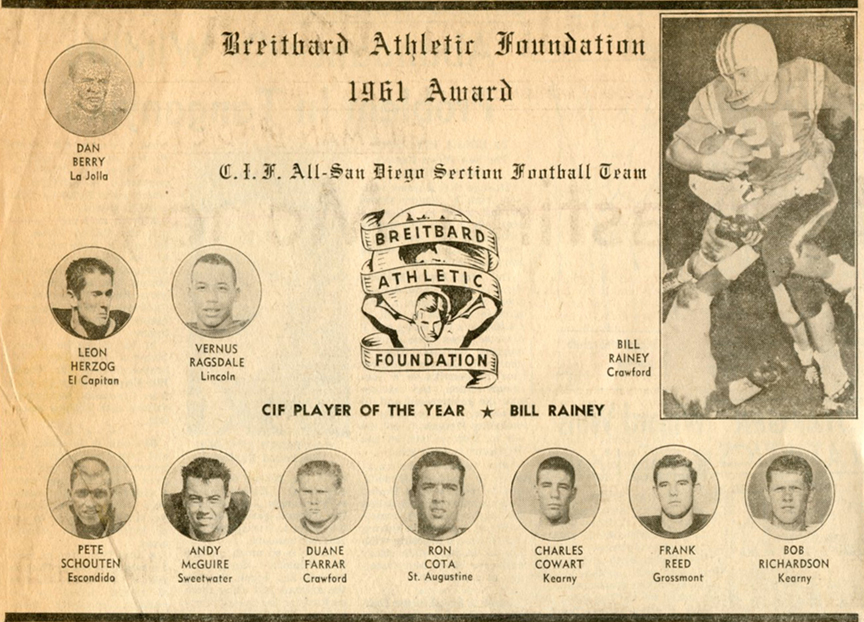 Breitbard Athletic Foundation
1961 Award
C.I.F. All-San Diego Section Football Team
DAN
BERRY
La Jolla
BREITBARD
ATHLETIC
FOUNDATION
LEON
HERZOG
El Capitan
VERNUS
RAGSDALE
Lincoln
BILL
RAINEY
Crawford
21
CIF PLAYER OF THE YEAR ★ BILL RAINEY
PETE
SCHOUTEN
Escondido
ANDY
McGUIRE
Sweetwater
DUANE
FARRAR
Crawford
RON
COTA
St. Augustine
CHARLES
COWART
Kearny
FRANK
REED
Grossmont
BOB
RICHARDSON
Kearny